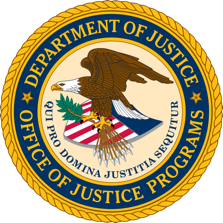 DEPARTMENT OF JUSTICE
QUI PRO DOMINA JUSTITIA SEQUITUR
OFFICE OF JUSTICE PROGRAMS